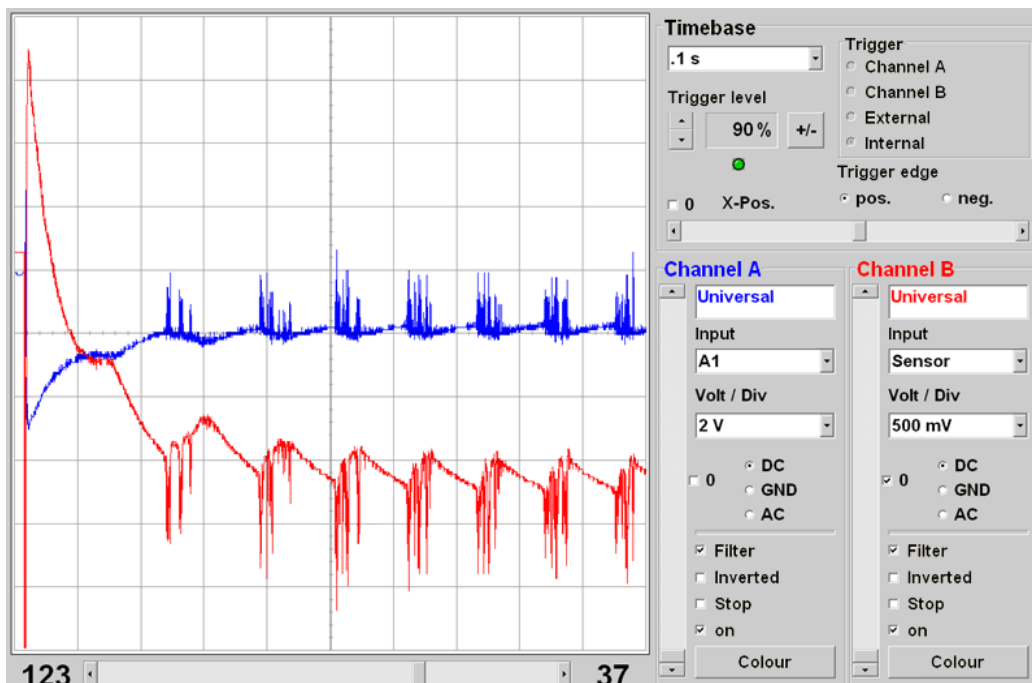 Timebase
.1 s
Trigger level
90 %
+/-
0 X-Pos.
Trigger
Channel A
Channel B
External
Internal
Trigger edge
pos. neg.
Channel A
Universal
Input
A1
Volt / Div
2 V
0
DC
GND
AC
Filter
Inverted
Stop
on
Colour
Channel B
Universal
Input
Sensor
Volt / Div
500 mV
0
DC
GND
AC
Filter
Inverted
Stop
on
Colour
123 37